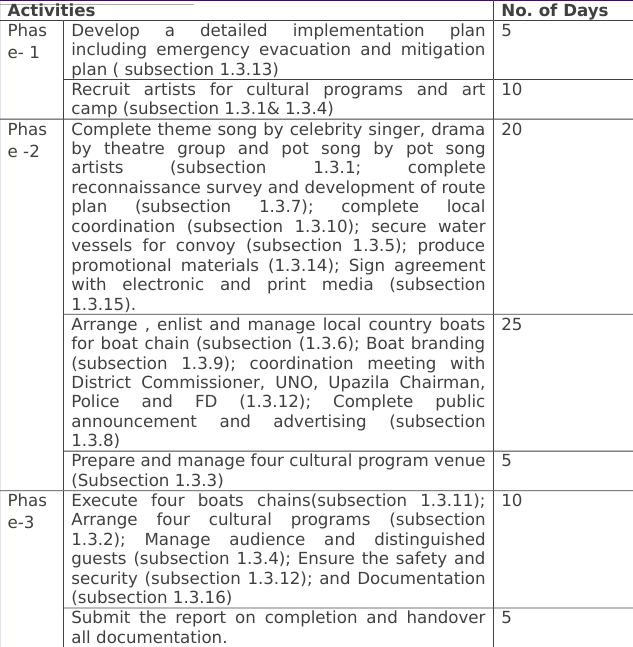 Activities No. of Days
Phas
e- 1
Develop a detailed implementation plan 5
including emergency evacuation and mitigation
plan ( subsection 1.3.13)
Recruit artists for cultural programs and art 10
camp (subsection 1.3.1& 1.3.4)
Phas
e -2
Complete theme song by celebrity singer, drama 20
by theatre group and pot song by pot song
artists (subsection 1.3.1; complete
reconnaissance survey and development of route
plan (subsection 1.3.7); complete local
coordination (subsection 1.3.10); secure water
vessels for convoy (subsection 1.3.5); produce
promotional materials (1.3.14); Sign agreement
with electronic and print media (subsection
1.3.15).
Arrange , enlist and manage local country boats 25
for boat chain (subsection (1.3.6); Boat branding
(subsection 1.3.9); coordination meeting with
District Commissioner, UNO, Upazila Chairman,
Police and FD (1.3.12); Complete public
announcement and advertising (subsection
1.3.8)
Prepare and manage four cultural program venue 5
(Subsection 1.3.3)
Phas
e-3
Execute four boats chains(subsection 1.3.11); 10
Arrange four cultural programs (subsection
1.3.2); Manage audience and distinguished
guests (subsection 1.3.4); Ensure the safety and
security (subsection 1.3.12); and Documentation
(subsection 1.3.16)
Submit the report on completion and handover 5
all documentation.